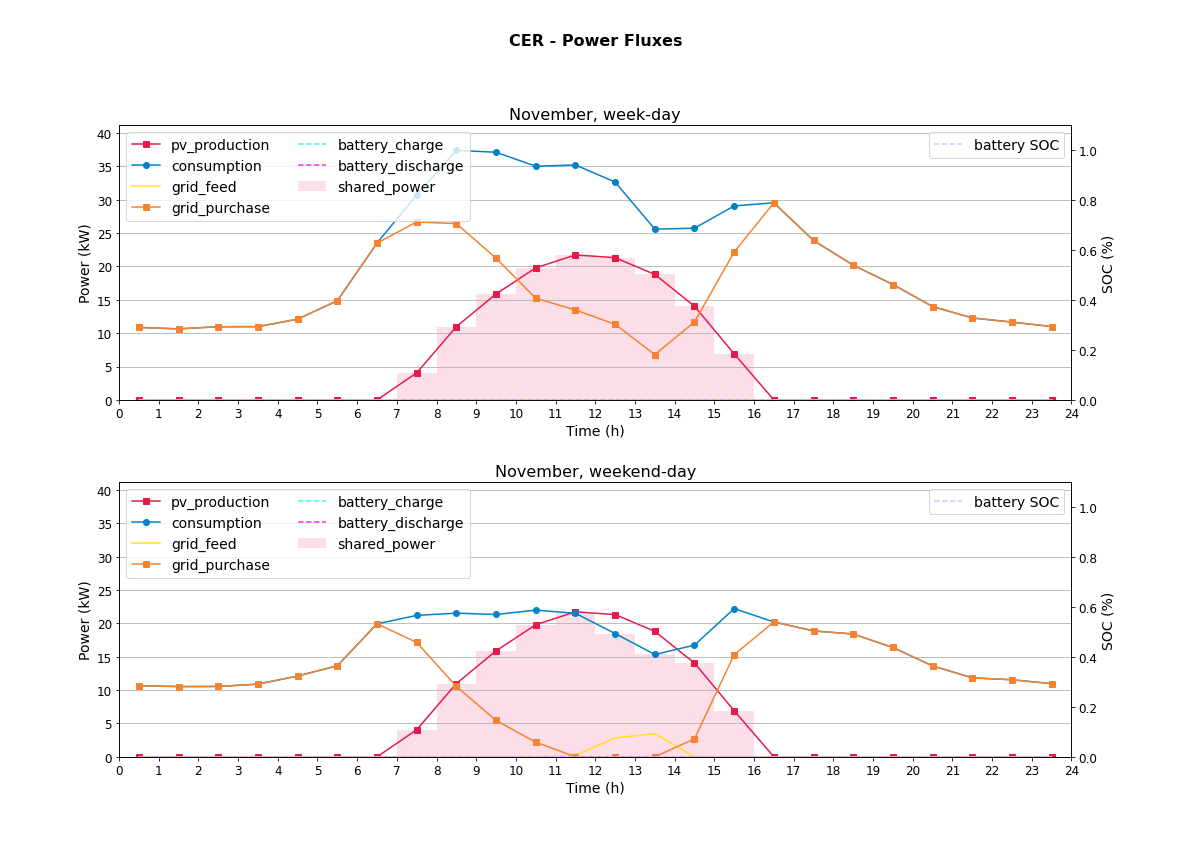 CER - Power Fluxes
November, week-day
pv_production
consumption
grid_feed
grid_purchase
battery_charge
battery_discharge
shared_power
battery SOC
Power (kW)
40
35
30
25
20
15
10
5
0
SOC (%)
1.0
0.8
0.6
0.4
0.2
0.0
0 1 2 3 4 5 6 7 8 9 10 11 12 13 14 15 16 17 18 19 20 21 22 23 24
Time (h)
November, weekend-day
pv_production
consumption
grid_feed
grid_purchase
battery_charge
battery_discharge
shared_power
battery SOC
Power (kW)
40
35
30
25
20
15
10
5
0
SOC (%)
1.0
0.8
0.6
0.4
0.2
0.0
0 1 2 3 4 5 6 7 8 9 10 11 12 13 14 15 16 17 18 19 20 21 22 23 24
Time (h)